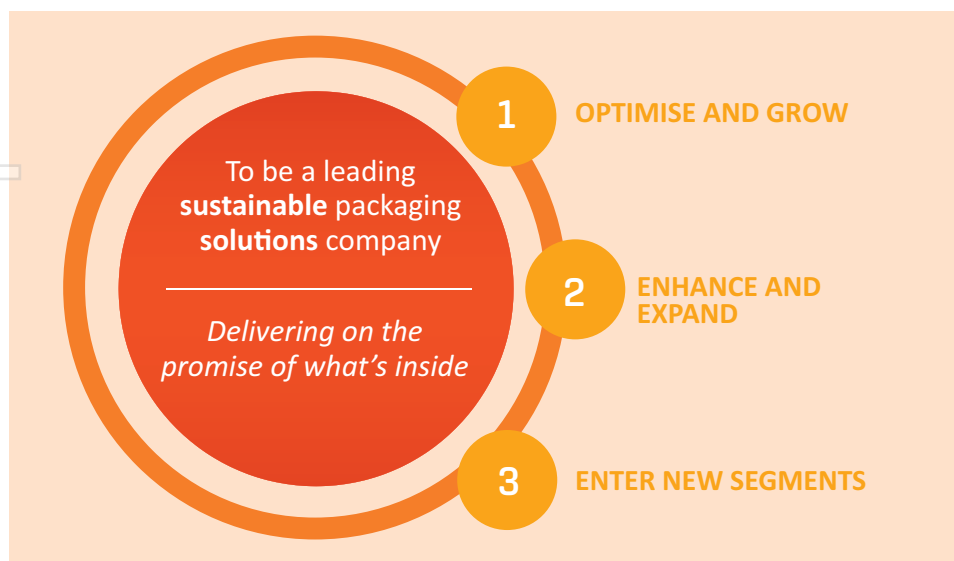 To be a leading
sustainable packaging
solutions company
Delivering on the
promise of what's inside
1
OPTIMISE AND GROW
2
ENHANCE AND
EXPAND
3
ENTER NEW SEGMENTS